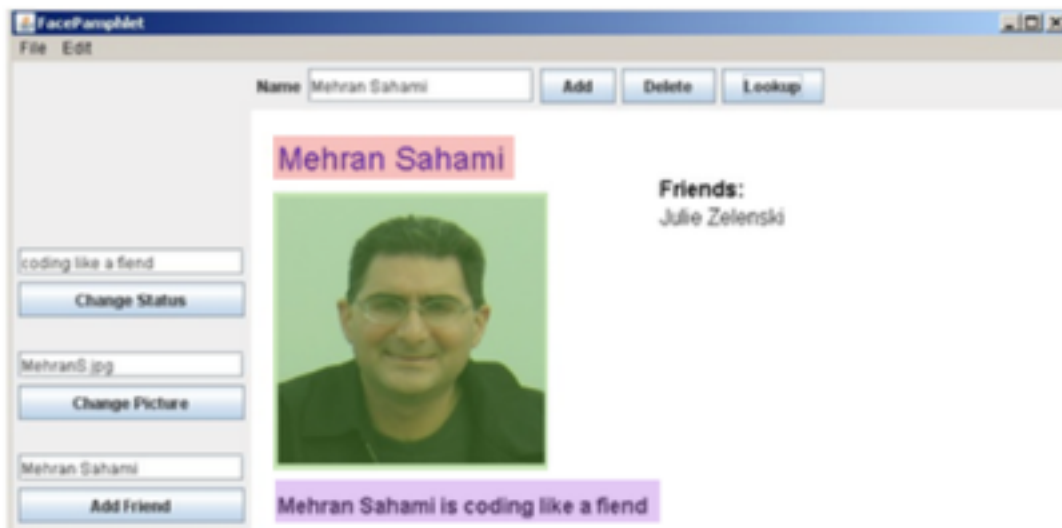 FacePamphlet
File Edit
Name Mehran Sahami Add Delete Lookup
Mehran Sahami
Friends:
Julie Zelenski
coding like a fiend
Change Status
MehranS.jpg
Change Picture
Mehran Sahami
Add Friend
Mehran Sahami is coding like a fiend